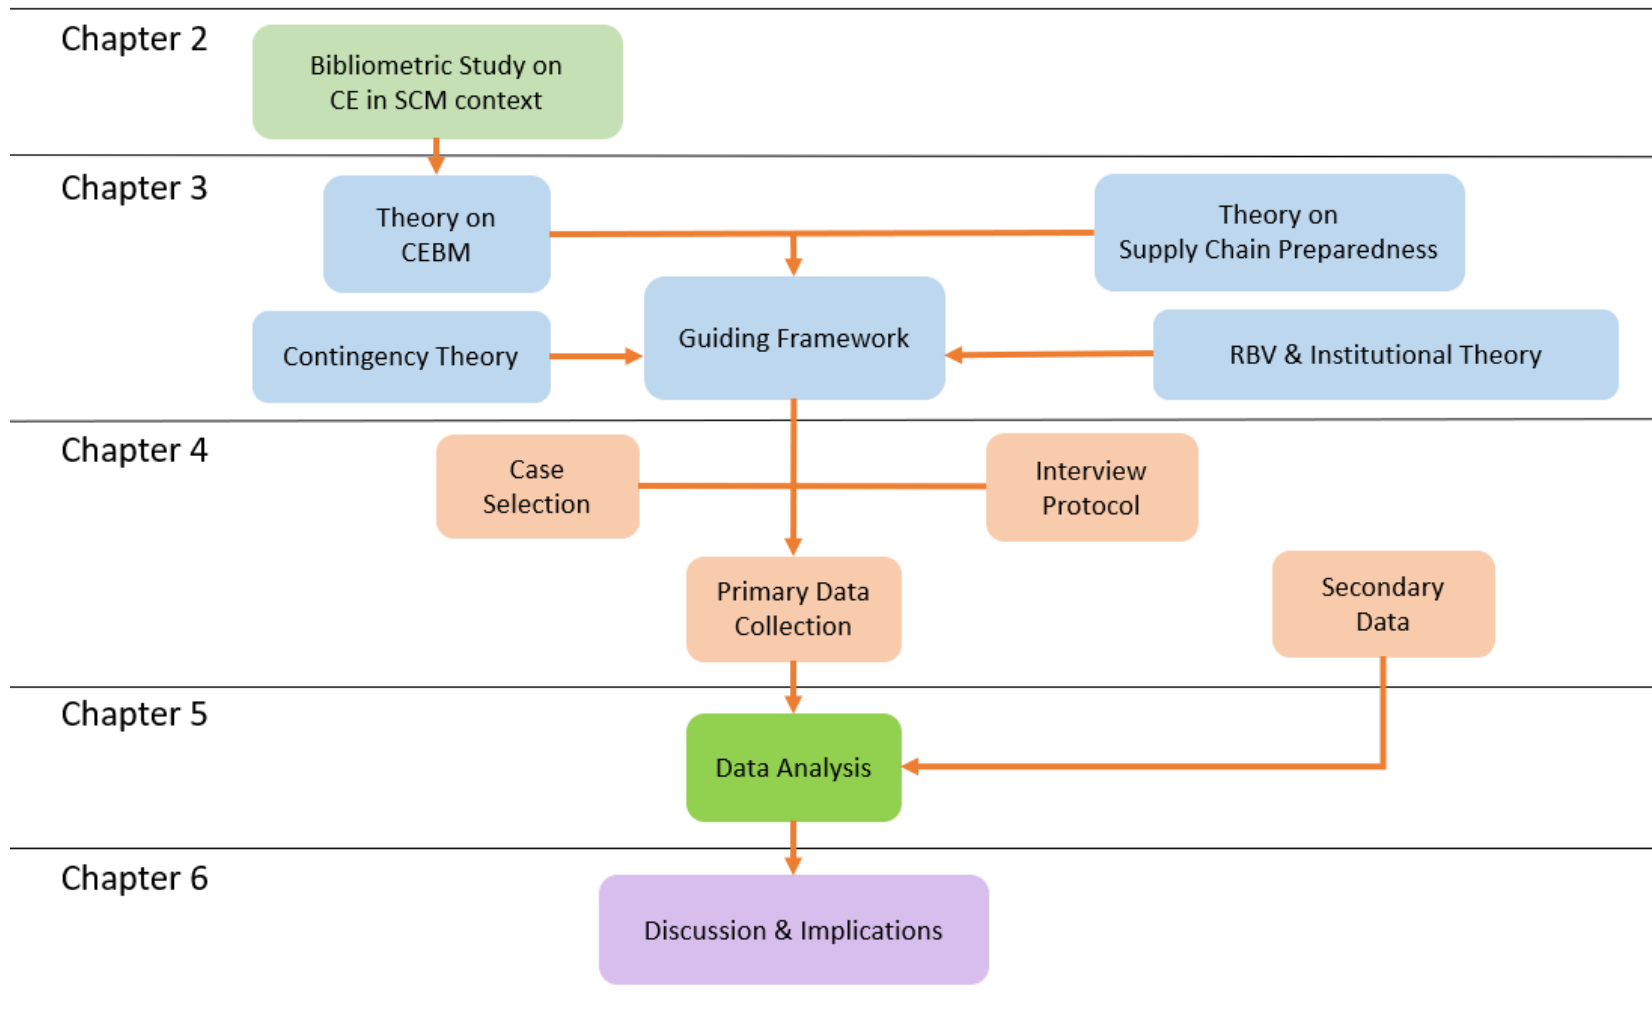 Chapter 2
Bibliometric Study on
CE in SCM context
Chapter 3
Theory on
CEBM
Theory on
Supply Chain Preparedness
Guiding Framework
Contingency Theory
RBV & Institutional Theory
Chapter 4
Case
Selection
Interview
Protocol
Primary Data
Collection
Secondary
Data
Chapter 5
Data Analysis
Chapter 6
Discussion & Implications